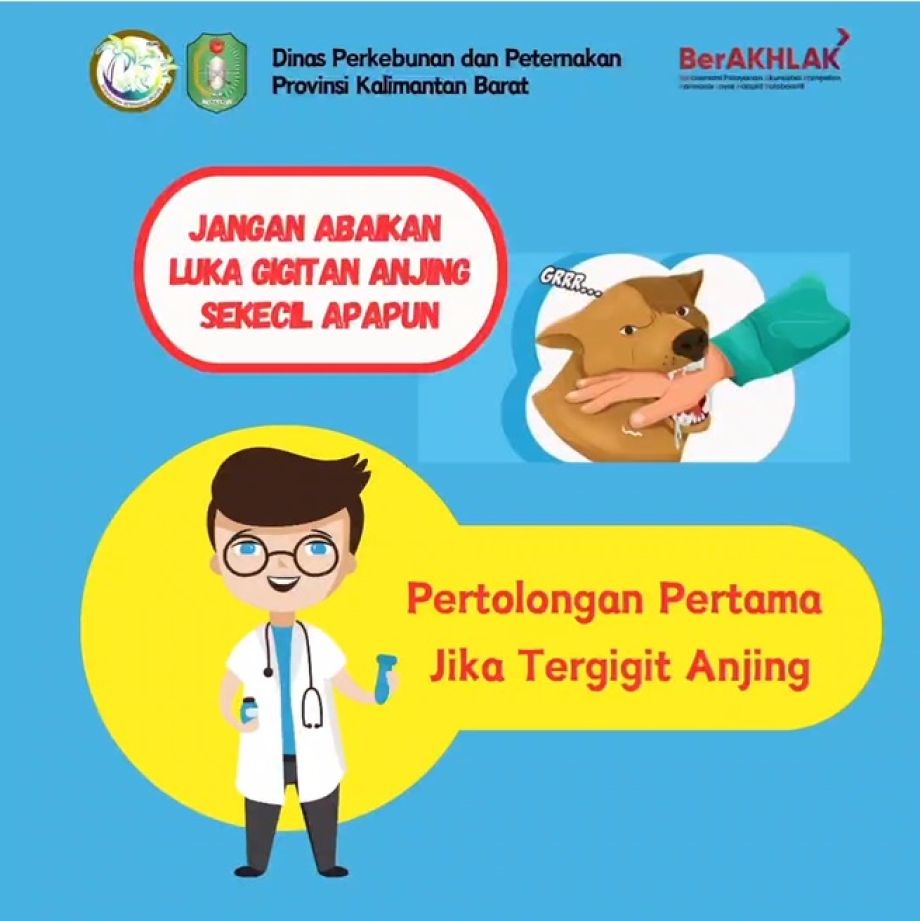 Dinas Perkebunan dan Peternakan
Provinsi Kalimantan Barat
BerAKHLAK
JANGAN ABAIKAN
LUKA GIGITAN ANJING
SEKECIL APAPUN
GRRR...
Pertolongan Pertama
Jika Tergigit Anjing